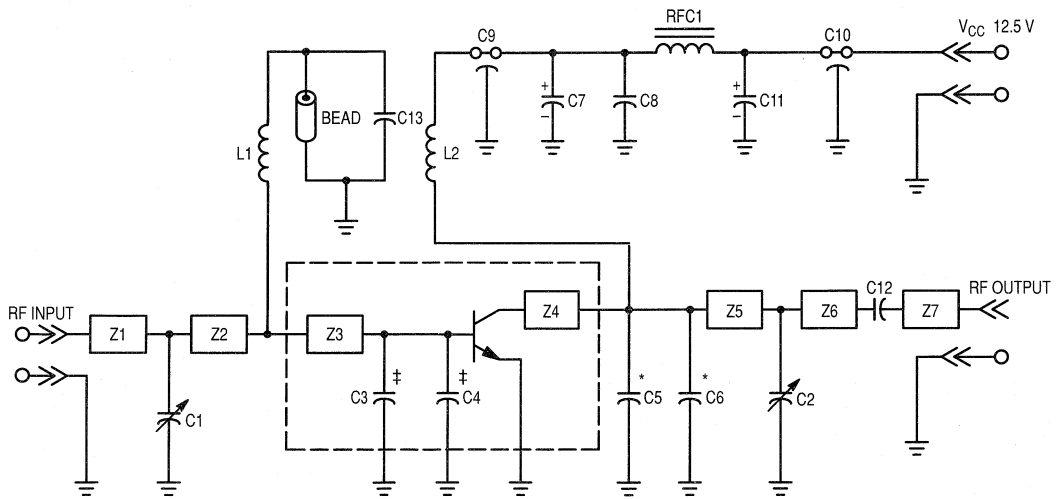 RFC1
C9
C10
VCC 12.5 V
+
C7
–
C8
+
C11
–
BEAD
C13
L1
L2
RF INPUT
Z1
Z2
Z3
Z4
Z5
Z6
C12
Z7
RF OUTPUT
C1
‡
C3
‡
C4
*
C5
*
C6
C2